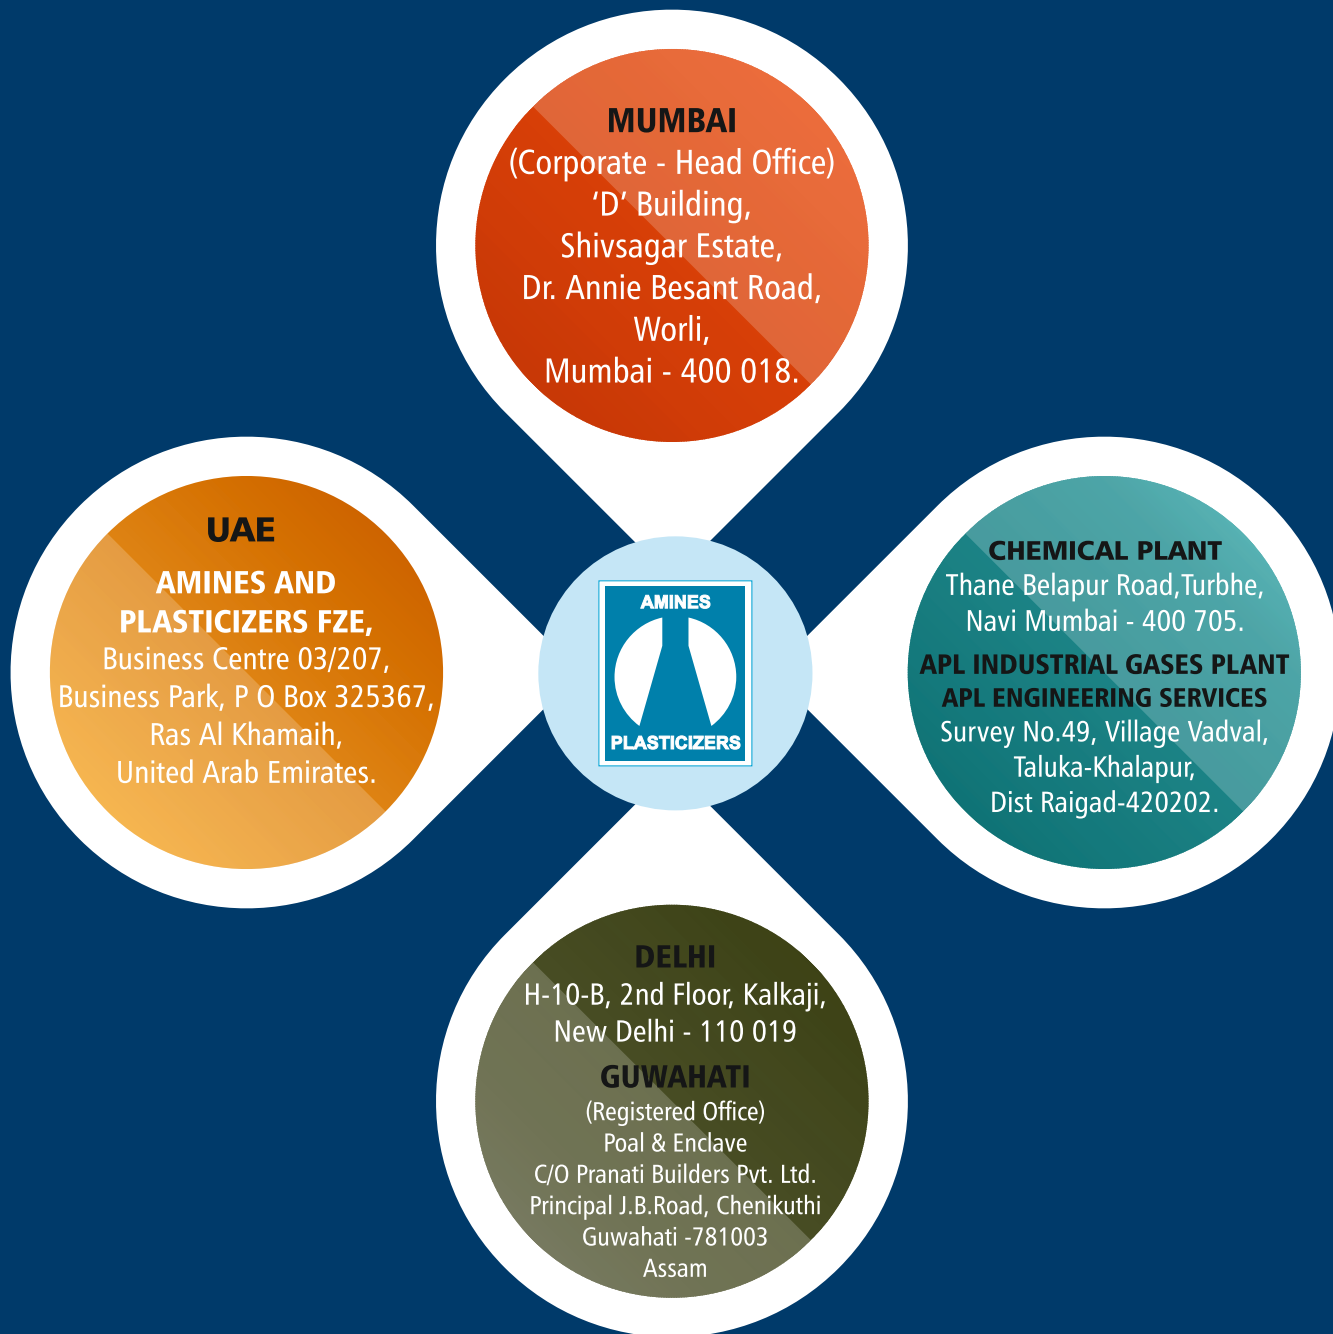 MUMBAI
(Corporate - Head Office)
‘D’ Building,
Shivsagar Estate,
Dr. Annie Besant Road,
Worli,
Mumbai - 400 018.
UAE
AMINES AND
PLASTICIZERS FZE,
Business Centre 03/207,
Business Park, P O Box 325367,
Ras Al Khamaih,
United Arab Emirates.
AMINES
PLASTICIZERS
CHEMICAL PLANT
Thane Belapur Road,Turbhe,
Navi Mumbai - 400 705.
APL INDUSTRIAL GASES PLANT
APL ENGINEERING SERVICES
Survey No.49, Village Vadval,
Taluka-Khalapur,
Dist Raigad-420202.
DELHI
H-10-B, 2nd Floor, Kalkaji,
New Delhi - 110 019
GUWAHATI
(Registered Office)
Poal & Enclave
C/O Pranati Builders Pvt. Ltd.
Principal J.B.Road, Chenikuthi
Guwahati -781003
Assam